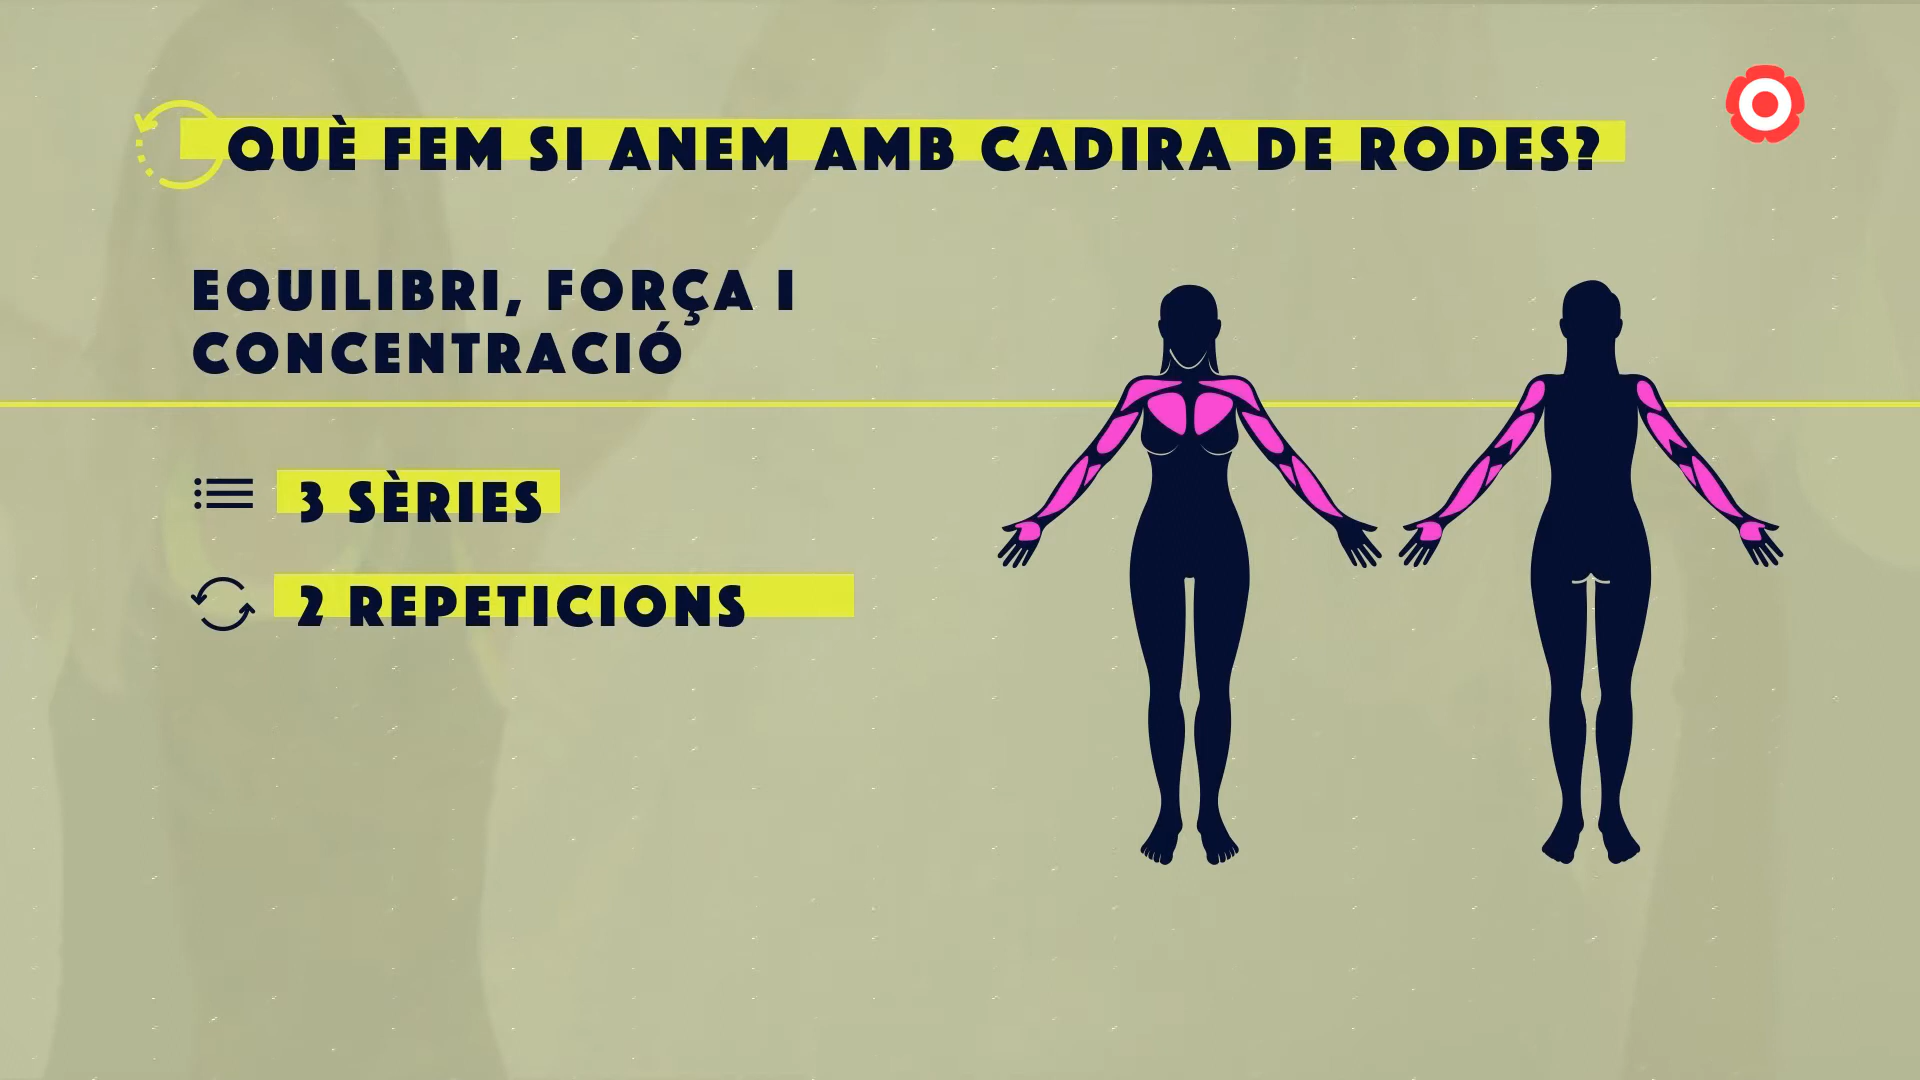 QUÈ FEM SI ANEM AMB CADIRA DE RODES?
EQUILIBRI, FORÇA I
CONCENTRACIÓ
3 SÈRIES
2 REPETICIONS